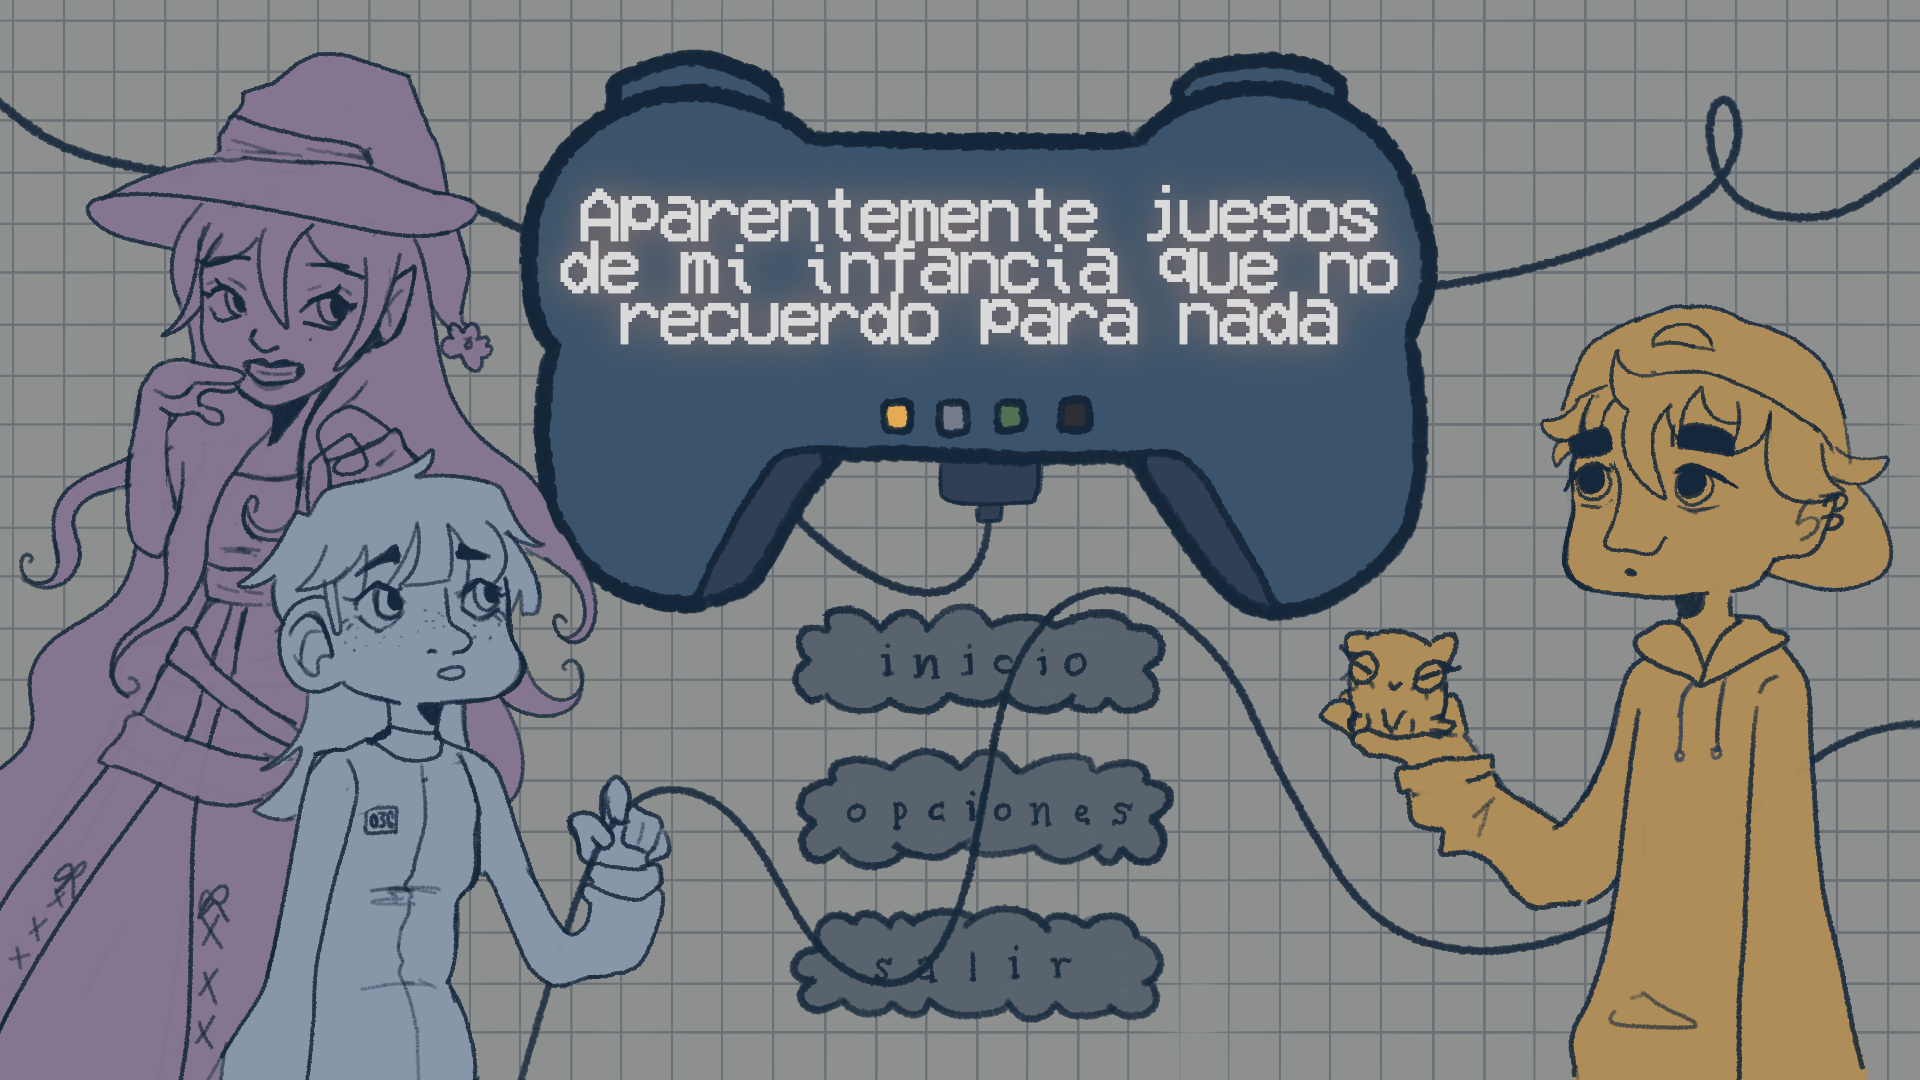 Aparentemente juegos
de mi infancia que no
recuerdo para nada
inicio
opciones
salir